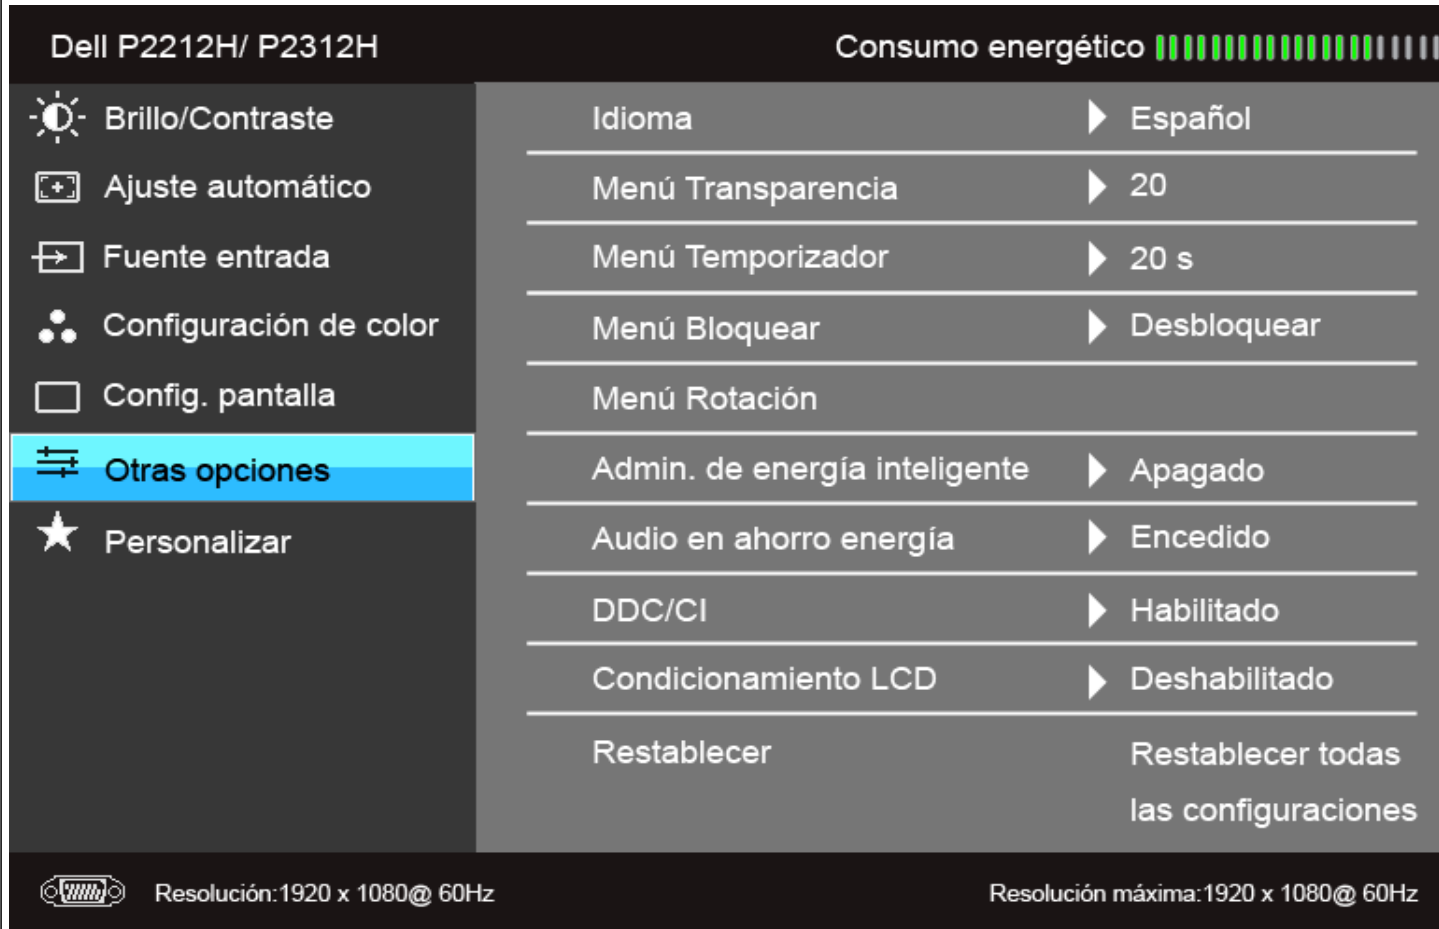 Dell P2212H/ P2312H
Consumo energético
Brillo/Contraste
Ajuste automático
Fuente entrada
Configuración de color
Config. pantalla
Otras opciones
Personalizar
Idioma Español
Menú Transparencia 20
Menú Temporizador 20 s
Menú Bloquear Desbloquear
Menú Rotación
Admin. de energía inteligente Apagado
Audio en ahorro energía Encedido
DDC/CI Habilitado
Condicionamiento LCD Deshabilitado
Restablecer Restablecer todas
las configuraciones
Resolución:1920 x 1080@ 60Hz
Resolución máxima:1920 x 1080@ 60Hz